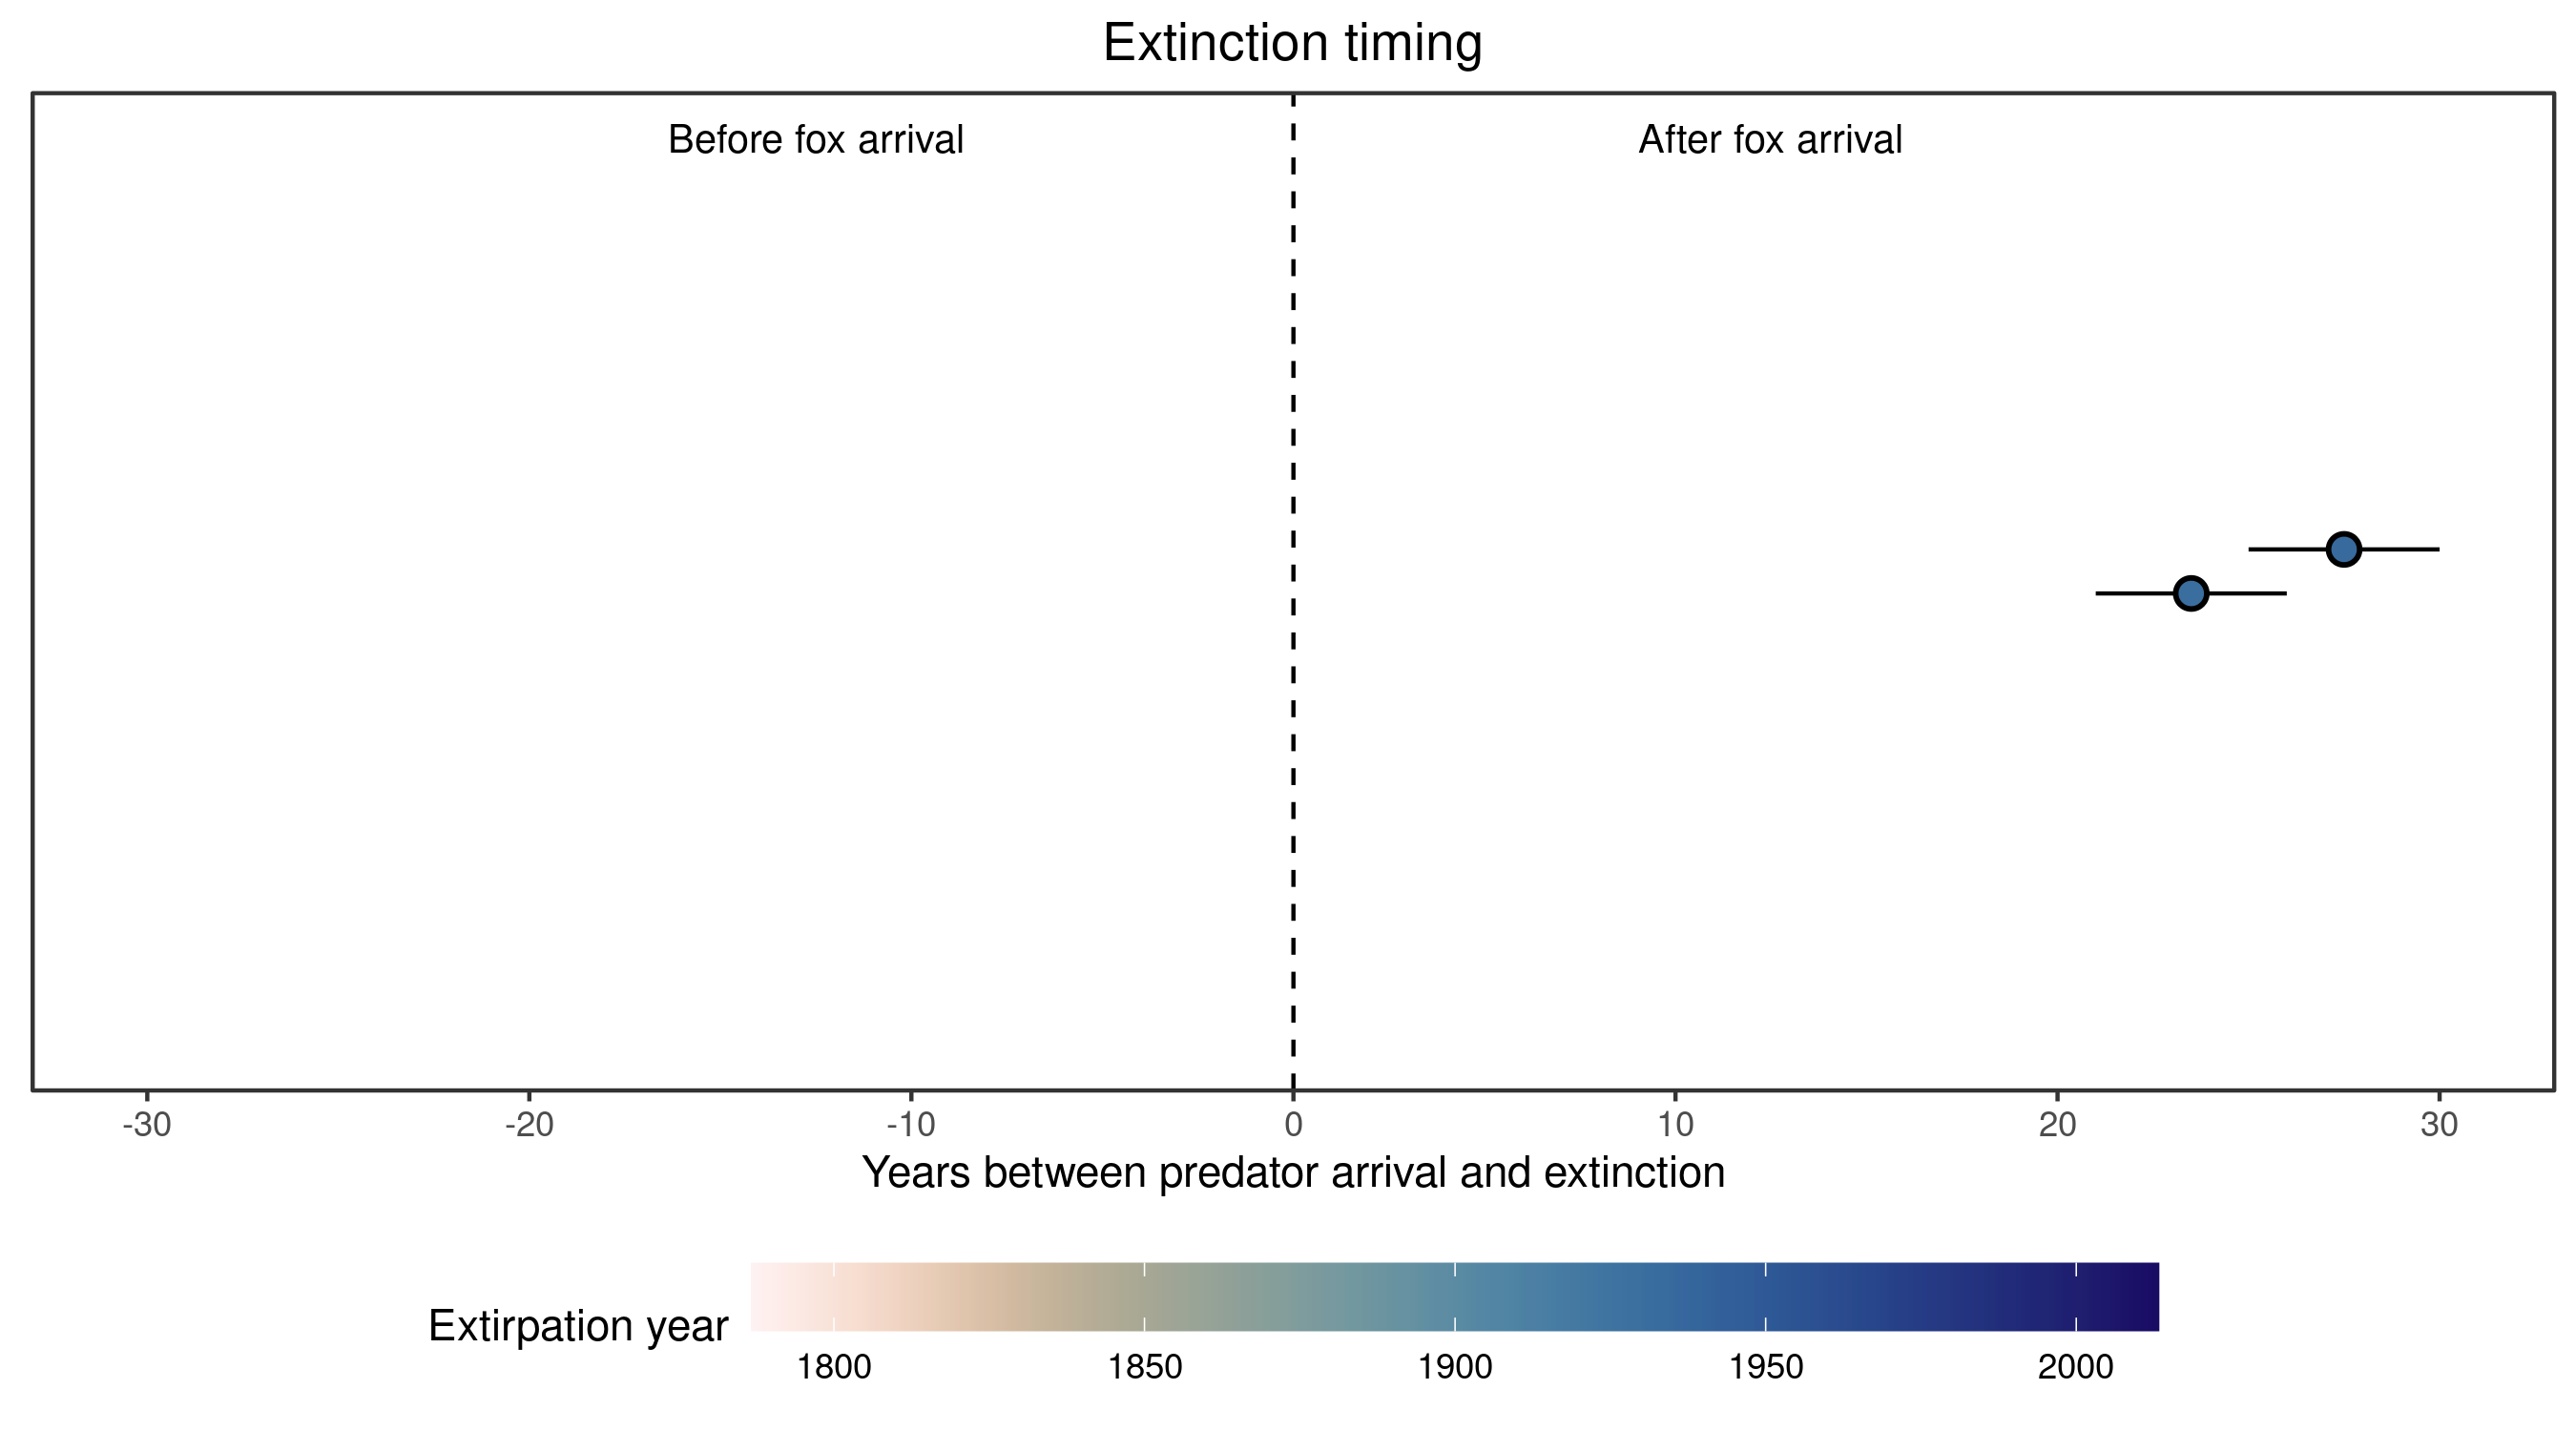 Extinction timing
Before fox arrival
After fox arrival
-30 -20 -10 0 10 20 30
Years between predator arrival and extinction
Extirpation year
1800 1850 1900 1950 2000